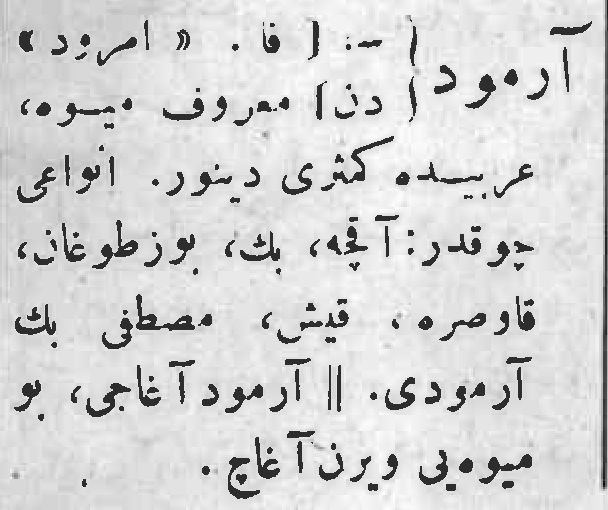 آرمود { –: [ فا . « امرود »
دن ] معروف میوه،
عربیده کمثری دینور. انواعی
چوقدر: آقچه، بك، بوزطوغان،
قاوصره، قیش، مصطفی بك
آرمودی. || آرمود آغاجی، بو
میوه‌یی ویرن آغاج.